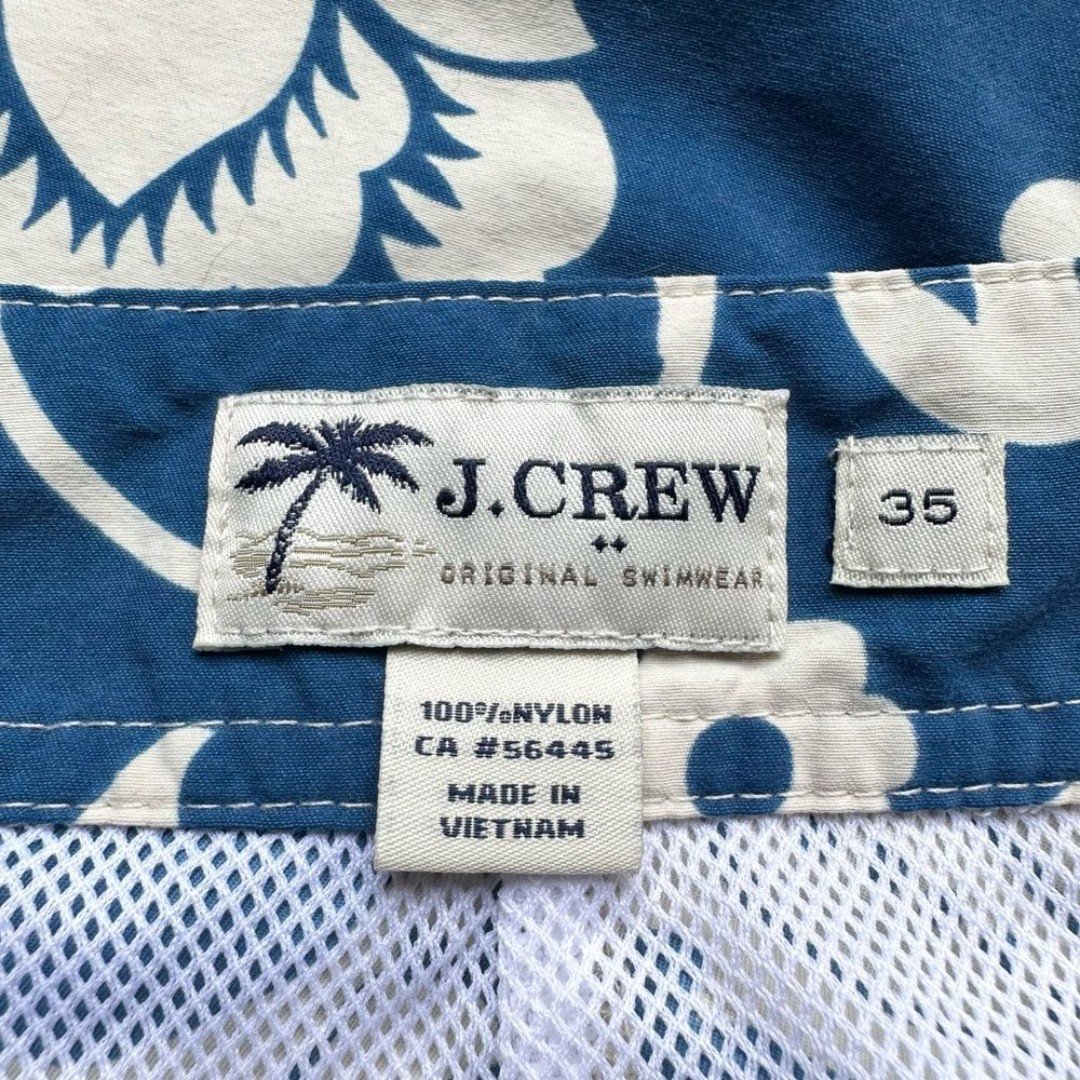 J.CREW
ORIGINAL SWIMWEAR
35
100% NYLON
CA #56445
MADE IN
VIETNAM